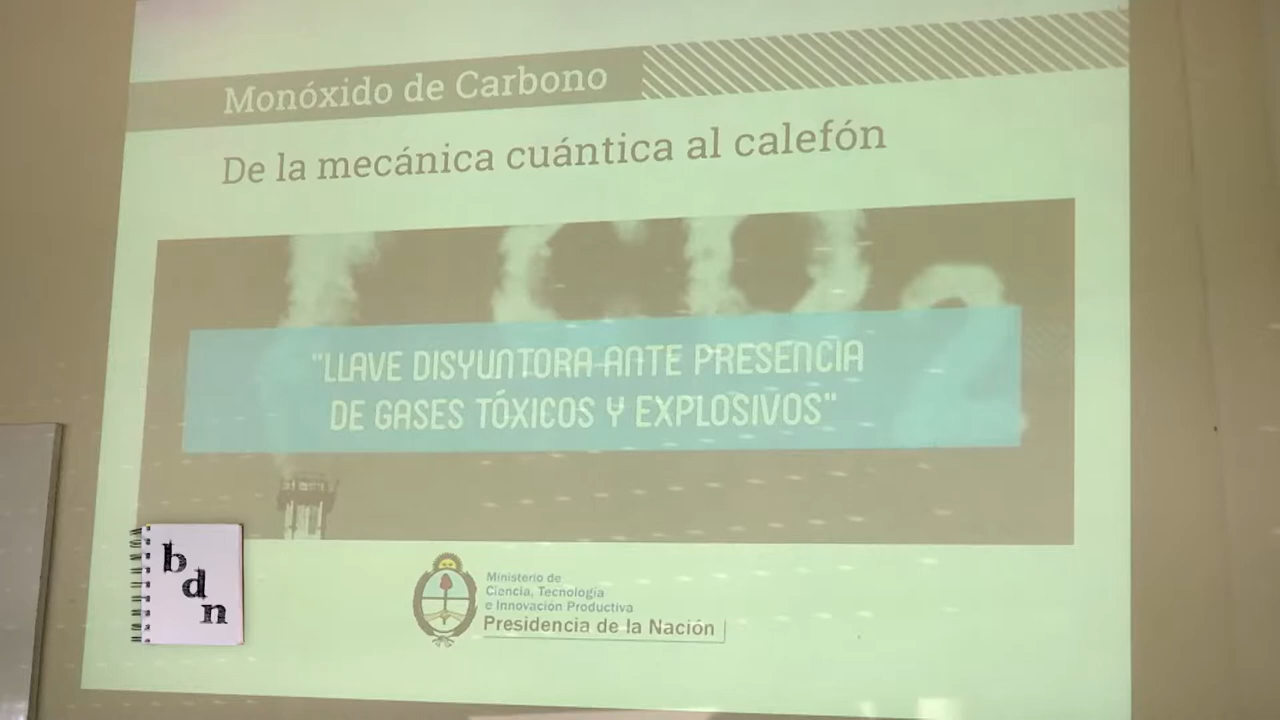 Monóxido de Carbono
De la mecánica cuántica al calefón
CO2
"LLAVE DISYUNTORA ANTE PRESENCIA
DE GASES TÓXICOS Y EXPLOSIVOS"
b
d
n
Ministerio de
Ciencia, Tecnología
e Innovación Productiva
Presidencia de la Nación